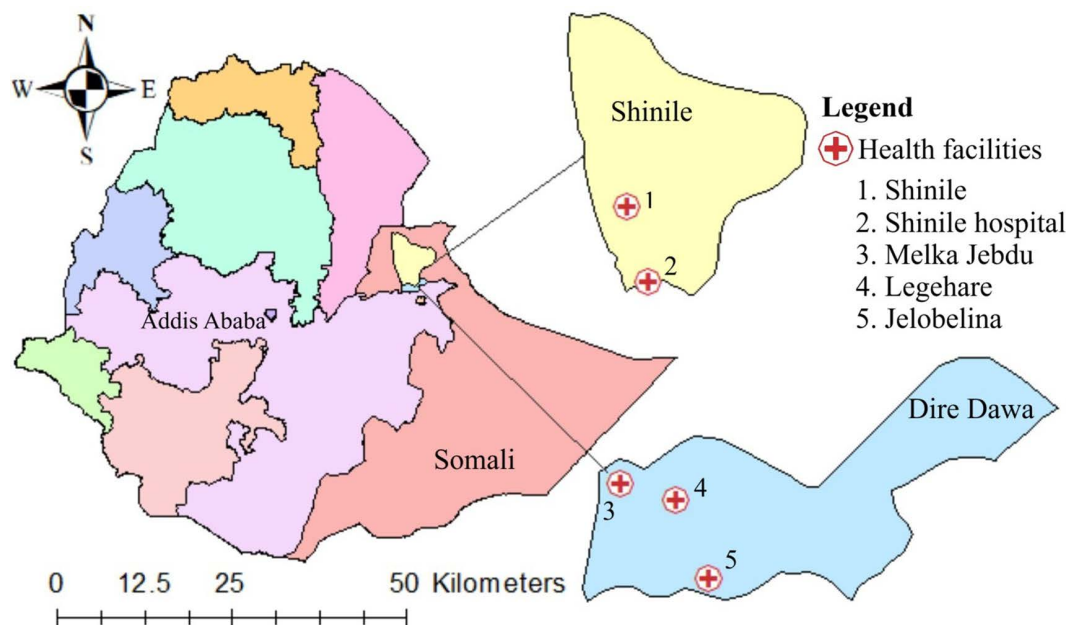 N
W E
S
Addis Ababa
Somali
0 12.5 25 50 Kilometers
Shinile
1
2
Legend
Health facilities
1. Shinile
2. Shinile hospital
3. Melka Jebdu
4. Legehare
5. Jelobelina
Dire Dawa
3
4
5